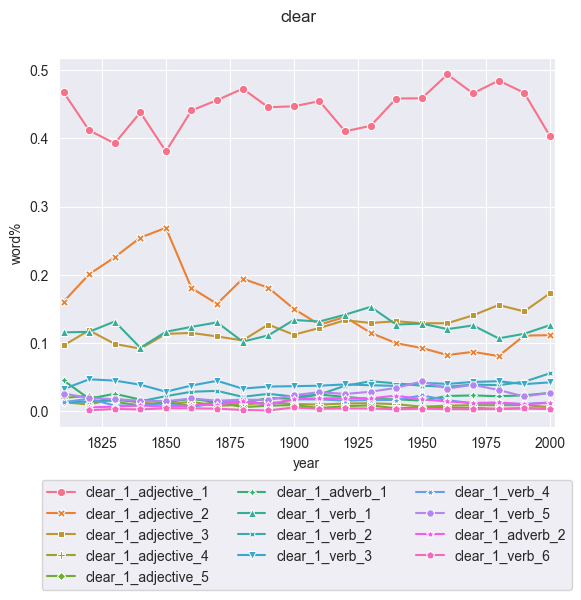 clear
0.5
0.4
0.3
0.2
0.1
0.0
word%
1825 1850 1875 1900 1925 1950 1975 2000
year
clear_1_adjective_1 clear_1_adverb_1 clear_1_verb_4
clear_1_adjective_2 clear_1_verb_1 clear_1_verb_5
clear_1_adjective_3 clear_1_verb_2 clear_1_adverb_2
clear_1_adjective_4 clear_1_verb_3 clear_1_verb_6
clear_1_adjective_5